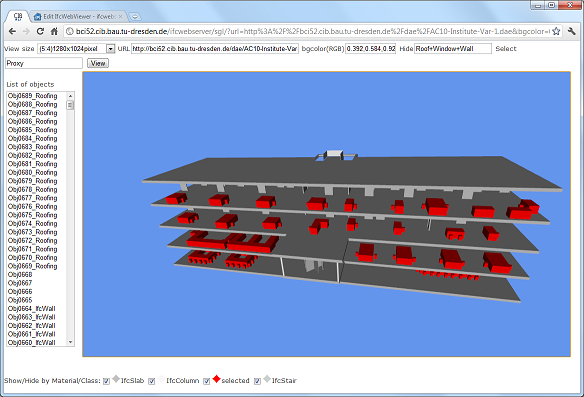 Edit IfcWebViewer - ifcwebs
bci52.cib.bau.tu-dresden.de/ifcwebserver/sgl/?url=http%3A%2F%2Fbci52.cib.bau.tu-dresden.de%2Fdae%2FAC10-Institute-Var-1.dae&bgcolor=
View size (5:4)1280x1024pixel URL http://bci52.cib.bau.tu-dresden.de/dae/AC10-Institute-Var bgcolor(RGB) 0.392,0.584,0.92 Hide Roof+Window+Wall Select
Proxy View
List of objects
Obj0689_Roofing
Obj0688_Roofing
Obj0687_Roofing
Obj0686_Roofing
Obj0685_Roofing
Obj0684_Roofing
Obj0683_Roofing
Obj0682_Roofing
Obj0681_Roofing
Obj0680_Roofing
Obj0679_Roofing
Obj0678_Roofing
Obj0677_Roofing
Obj0676_Roofing
Obj0675_Roofing
Obj0674_Roofing
Obj0673_Roofing
Obj0672_Roofing
Obj0671_Roofing
Obj0670_Roofing
Obj0669_Roofing
Obj0668
Obj0667
Obj0666
Obj0665
Obj0664_IfcWall
Obj0663_IfcWall
Obj0662_IfcWall
Obj0661_IfcWall
Obj0660_IfcWall
Show/Hide by Material/Class: IfcSlab IfcColumn selected IfcStair